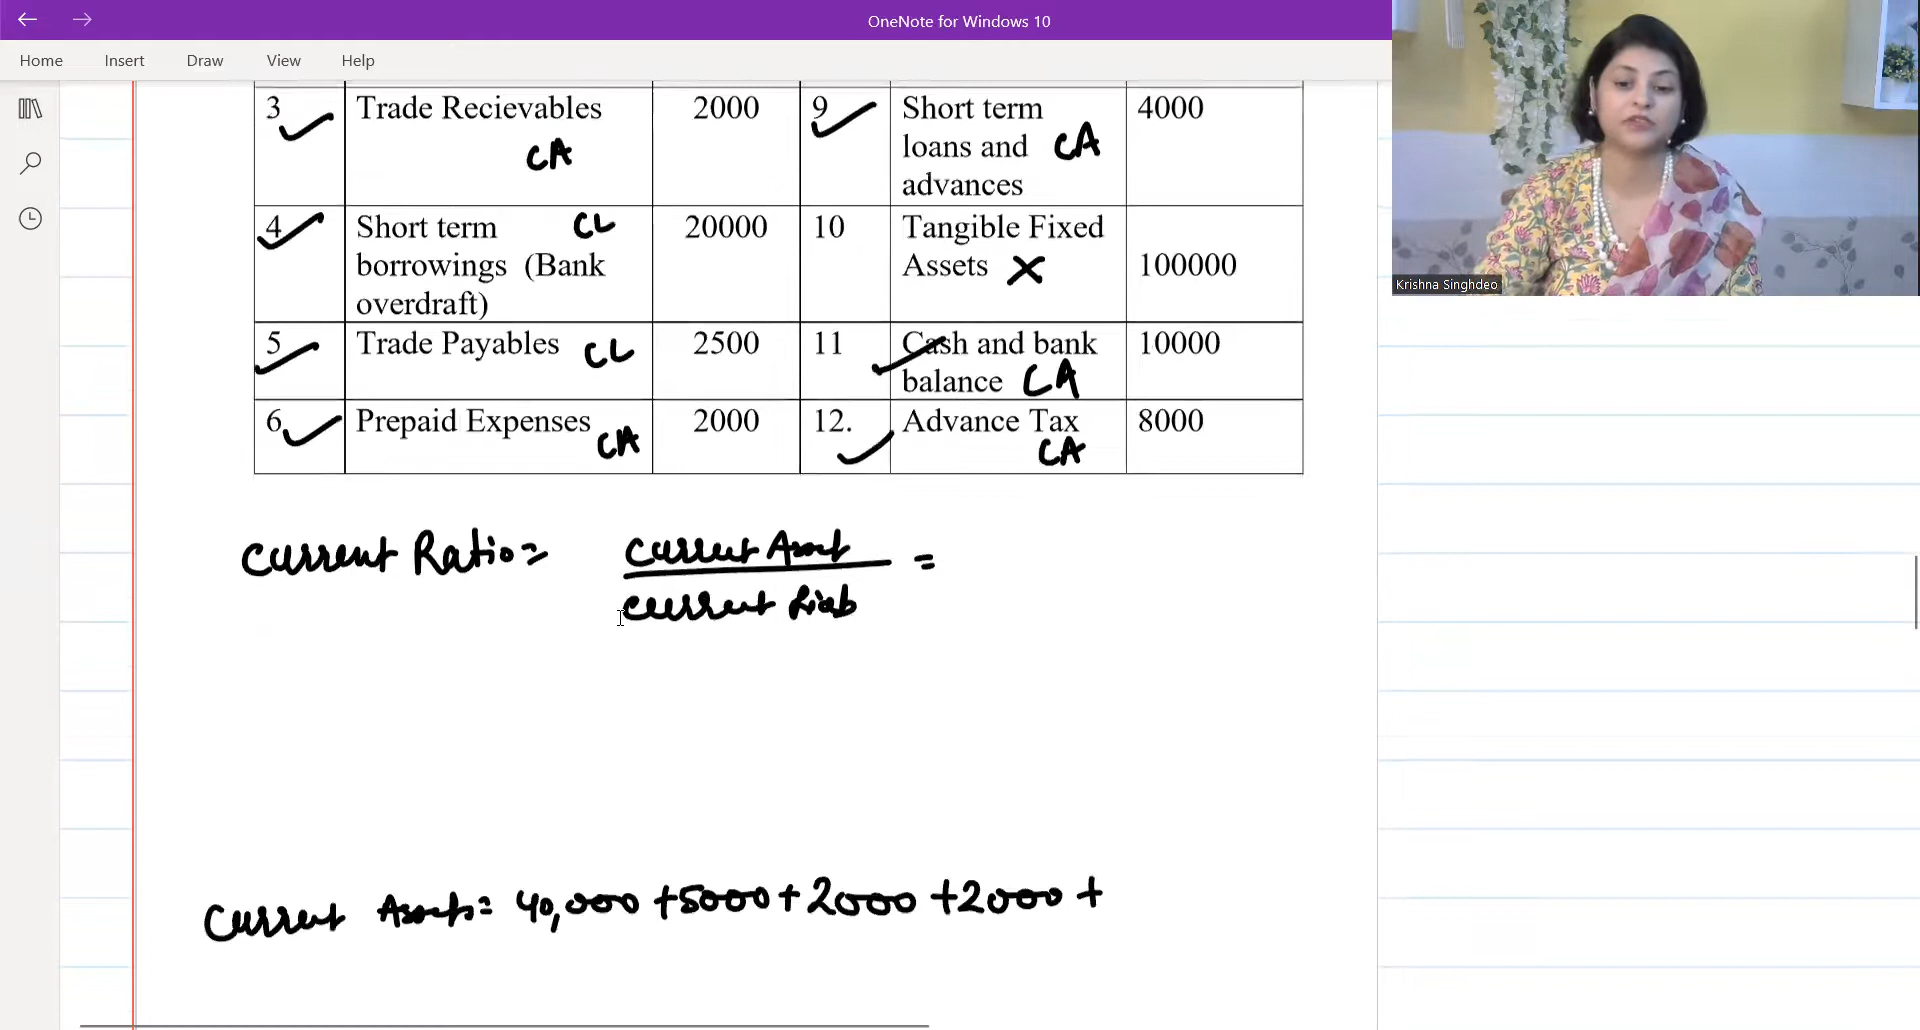 OneNote for Windows 10
Home Insert Draw View Help
3 Trade Recievables CA 2000 9 Short term loans and advances CA 4000
4 Short term borrowings (Bank overdraft) CL 20000 10 Tangible Fixed Assets X 100000
5 Trade Payables CL 2500 11 Cash and bank balance CA 10000
6 Prepaid Expenses CA 2000 12. Advance Tax CA 8000
Krishna Singhdeo
Current Ratio = Current Asset =
Current Liab
Current Assets = 40,000 + 5000 + 2000 + 2000 +